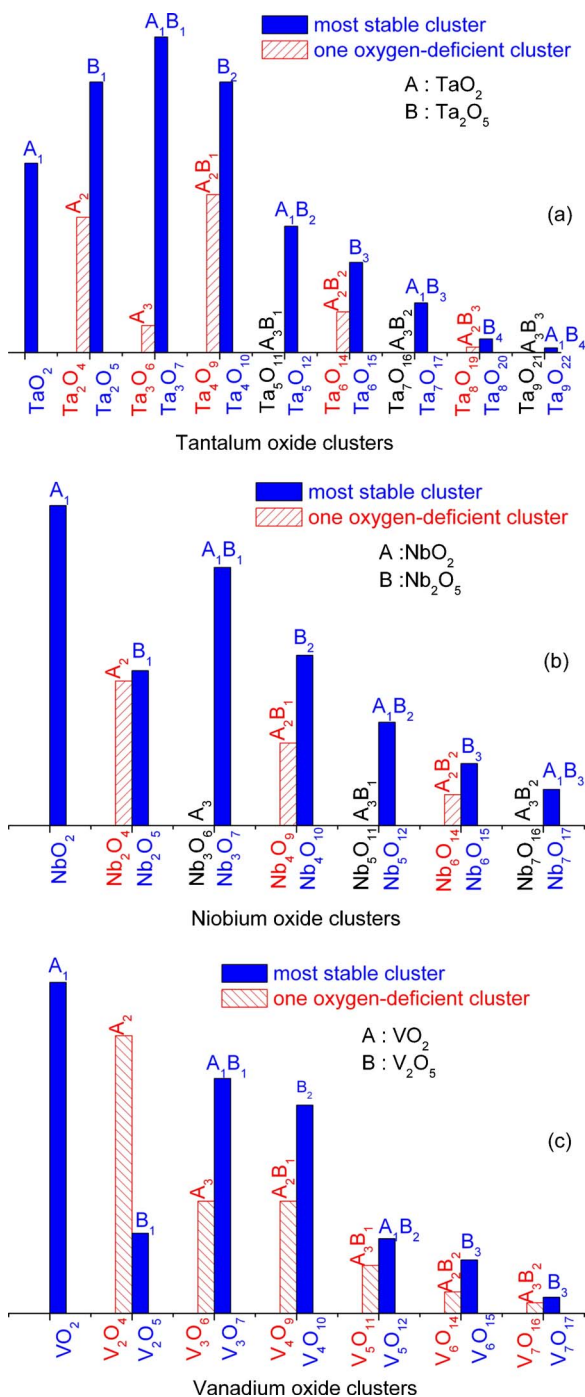 most stable cluster
one oxygen-deficient cluster
A : TaO₂
B : Ta₂O₅
(a)
A₁
A₂
B₁
A₃
A₁B₁
A₂B₁
B₂
A₃B₁
A₁B₂
A₂B₂
B₃
A₃B₂
A₁B₃
A₂B₃
B₄
A₃B₃
A₁B₄
TaO₂
Ta₂O₄
Ta₂O₅
Ta₃O₆
Ta₃O₇
Ta₄O₉
Ta₄O₁₀
Ta₅O₁₁
Ta₅O₁₂
Ta₆O₁₄
Ta₆O₁₅
Ta₇O₁₆
Ta₇O₁₇
Ta₈O₁₉
Ta₈O₂₀
Ta₉O₂₁
Ta₉O₂₂
Tantalum oxide clusters
most stable cluster
one oxygen-deficient cluster
A :NbO₂
B : Nb₂O₅
(b)
A₁
A₂
B₁
A₃
A₁B₁
A₂B₁
B₂
A₃B₁
A₁B₂
A₂B₂
B₃
A₃B₂
A₁B₃
NbO₂
Nb₂O₄
Nb₂O₅
Nb₃O₆
Nb₃O₇
Nb₄O₉
Nb₄O₁₀
Nb₅O₁₁
Nb₅O₁₂
Nb₆O₁₄
Nb₆O₁₅
Nb₇O₁₆
Nb₇O₁₇
Niobium oxide clusters
most stable cluster
one oxygen-deficient cluster
A : VO₂
B : V₂O₅
(c)
A₁
A₂
B₁
A₃
A₁B₁
A₂B₁
B₂
A₃B₁
A₁B₂
A₂B₂
B₃
A₃B₂
B₃
VO₂
V₂O₄
V₂O₅
V₃O₆
V₃O₇
V₄O₉
V₄O₁₀
V₅O₁₁
V₅O₁₂
V₆O₁₄
V₆O₁₅
V₇O₁₆
V₇O₁₇
Vanadium oxide clusters